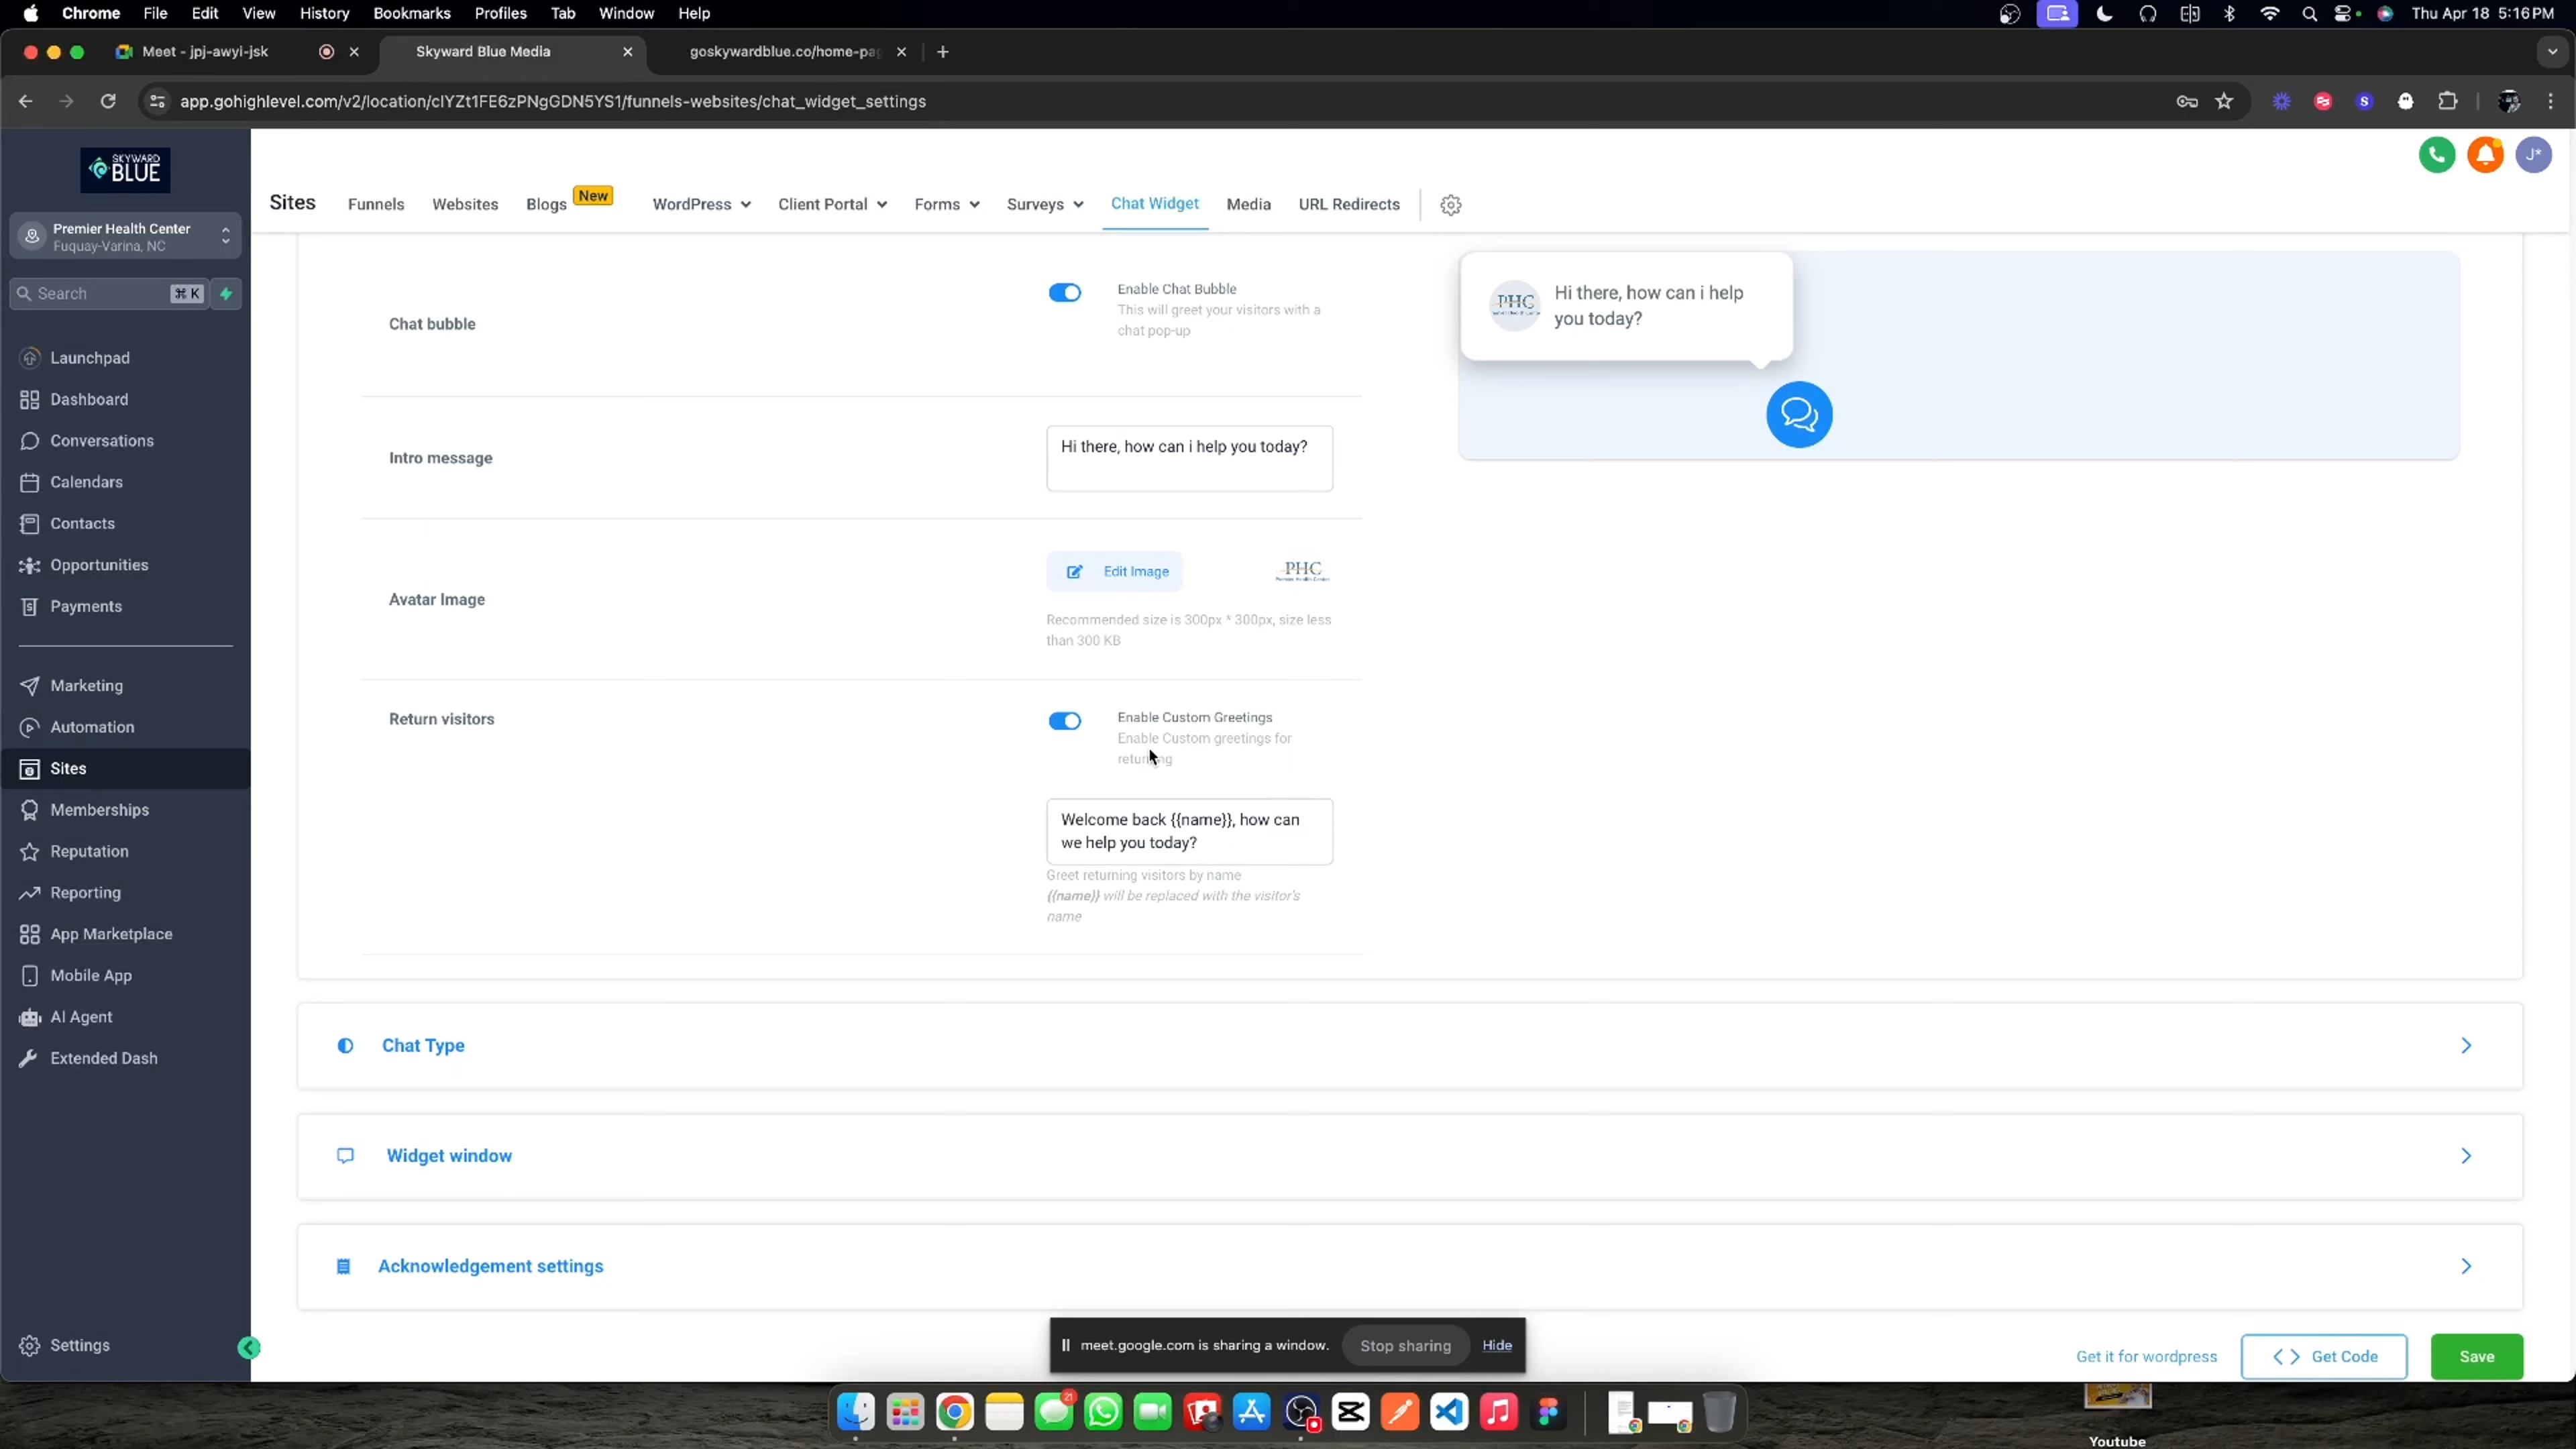 Chrome File Edit View History Bookmarks Profiles Tab Window Help
Thu Apr 18 5:16 PM
Meet - jpj-awyi-jsk
Skyward Blue Media
goskywardblue.co/home-pag
app.gohighlevel.com/v2/location/cIYZt1FE6zPNgGDN5YS1/funnels-websites/chat_widget_settings
SKYWARD
BLUE
J*
Sites Funnels Websites Blogs New WordPress Client Portal Forms Surveys Chat Widget Media URL Redirects
Premier Health Center
Fuquay-Varina, NC
Search ⌘ K
Launchpad
Dashboard
Conversations
Calendars
Contacts
Opportunities
Payments
Marketing
Automation
Sites
Memberships
Reputation
Reporting
App Marketplace
Mobile App
AI Agent
Extended Dash
Settings
Chat bubble
Enable Chat Bubble
This will greet your visitors with a
chat pop-up
Intro message
Hi there, how can i help you today?
Avatar Image
Edit Image
PHC
Premier Health Center
Recommended size is 300px * 300px, size less
than 300 KB
Return visitors
Enable Custom Greetings
Enable Custom greetings for
returning
Welcome back {{name}}, how can
we help you today?
Greet returning visitors by name
{{name}} will be replaced with the visitor's
name
PHC
Hi there, how can i help
you today?
Chat Type
Widget window
Acknowledgement settings
meet.google.com is sharing a window.
Stop sharing
Hide
Get it for wordpress
Get Code
Save
21
Youtube